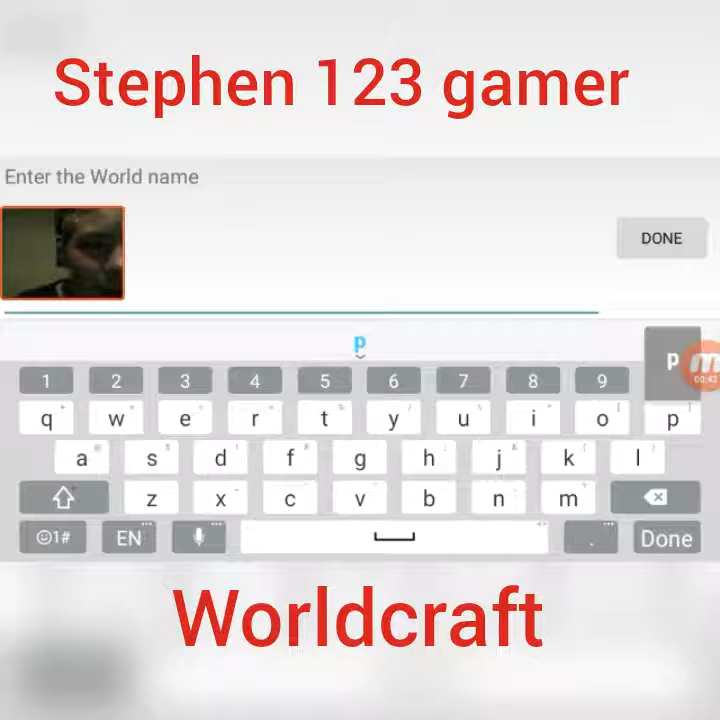 Stephen 123 gamer
Enter the World name
DONE
p
p
1 2 3 4 5 6 7 8 9
q w e r t y u i o p
a s d f g h j k l
z x c v b n m
☺1# EN . Done
Worldcraft